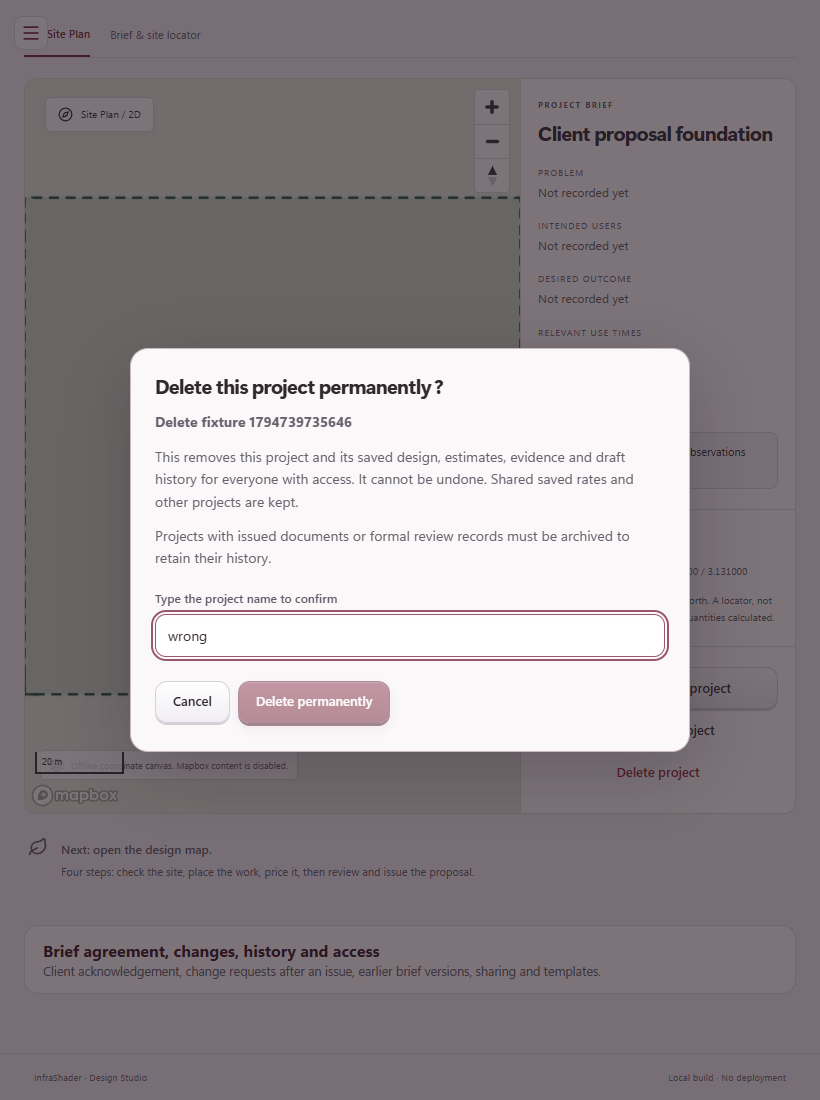 Site Plan
Brief & site locator
Site Plan / 2D
PROJECT BRIEF
Client proposal foundation
PROBLEM
Not recorded yet
INTENDED USERS
Not recorded yet
DESIRED OUTCOME
Not recorded yet
RELEVANT USE TIMES
Delete this project permanently?
Delete fixture 1794739735646
This removes this project and its saved design, estimates, evidence and draft
history for everyone with access. It cannot be undone. Shared saved rates and
other projects are kept.
Projects with issued documents or formal review records must be archived to
retain their history.
Type the project name to confirm
wrong
Cancel
Delete permanently
/ 3.131000
A locator, not
calculated.
project
Delete project
20 m
Offline coordinate canvas. Mapbox content is disabled.
mapbox
Next: open the design map.
Four steps: check the site, place the work, price it, then review and issue the proposal.
Brief agreement, changes, history and access
Client acknowledgement, change requests after an issue, earlier brief versions, sharing and templates.
InfraShader · Design Studio
Local build · No deployment